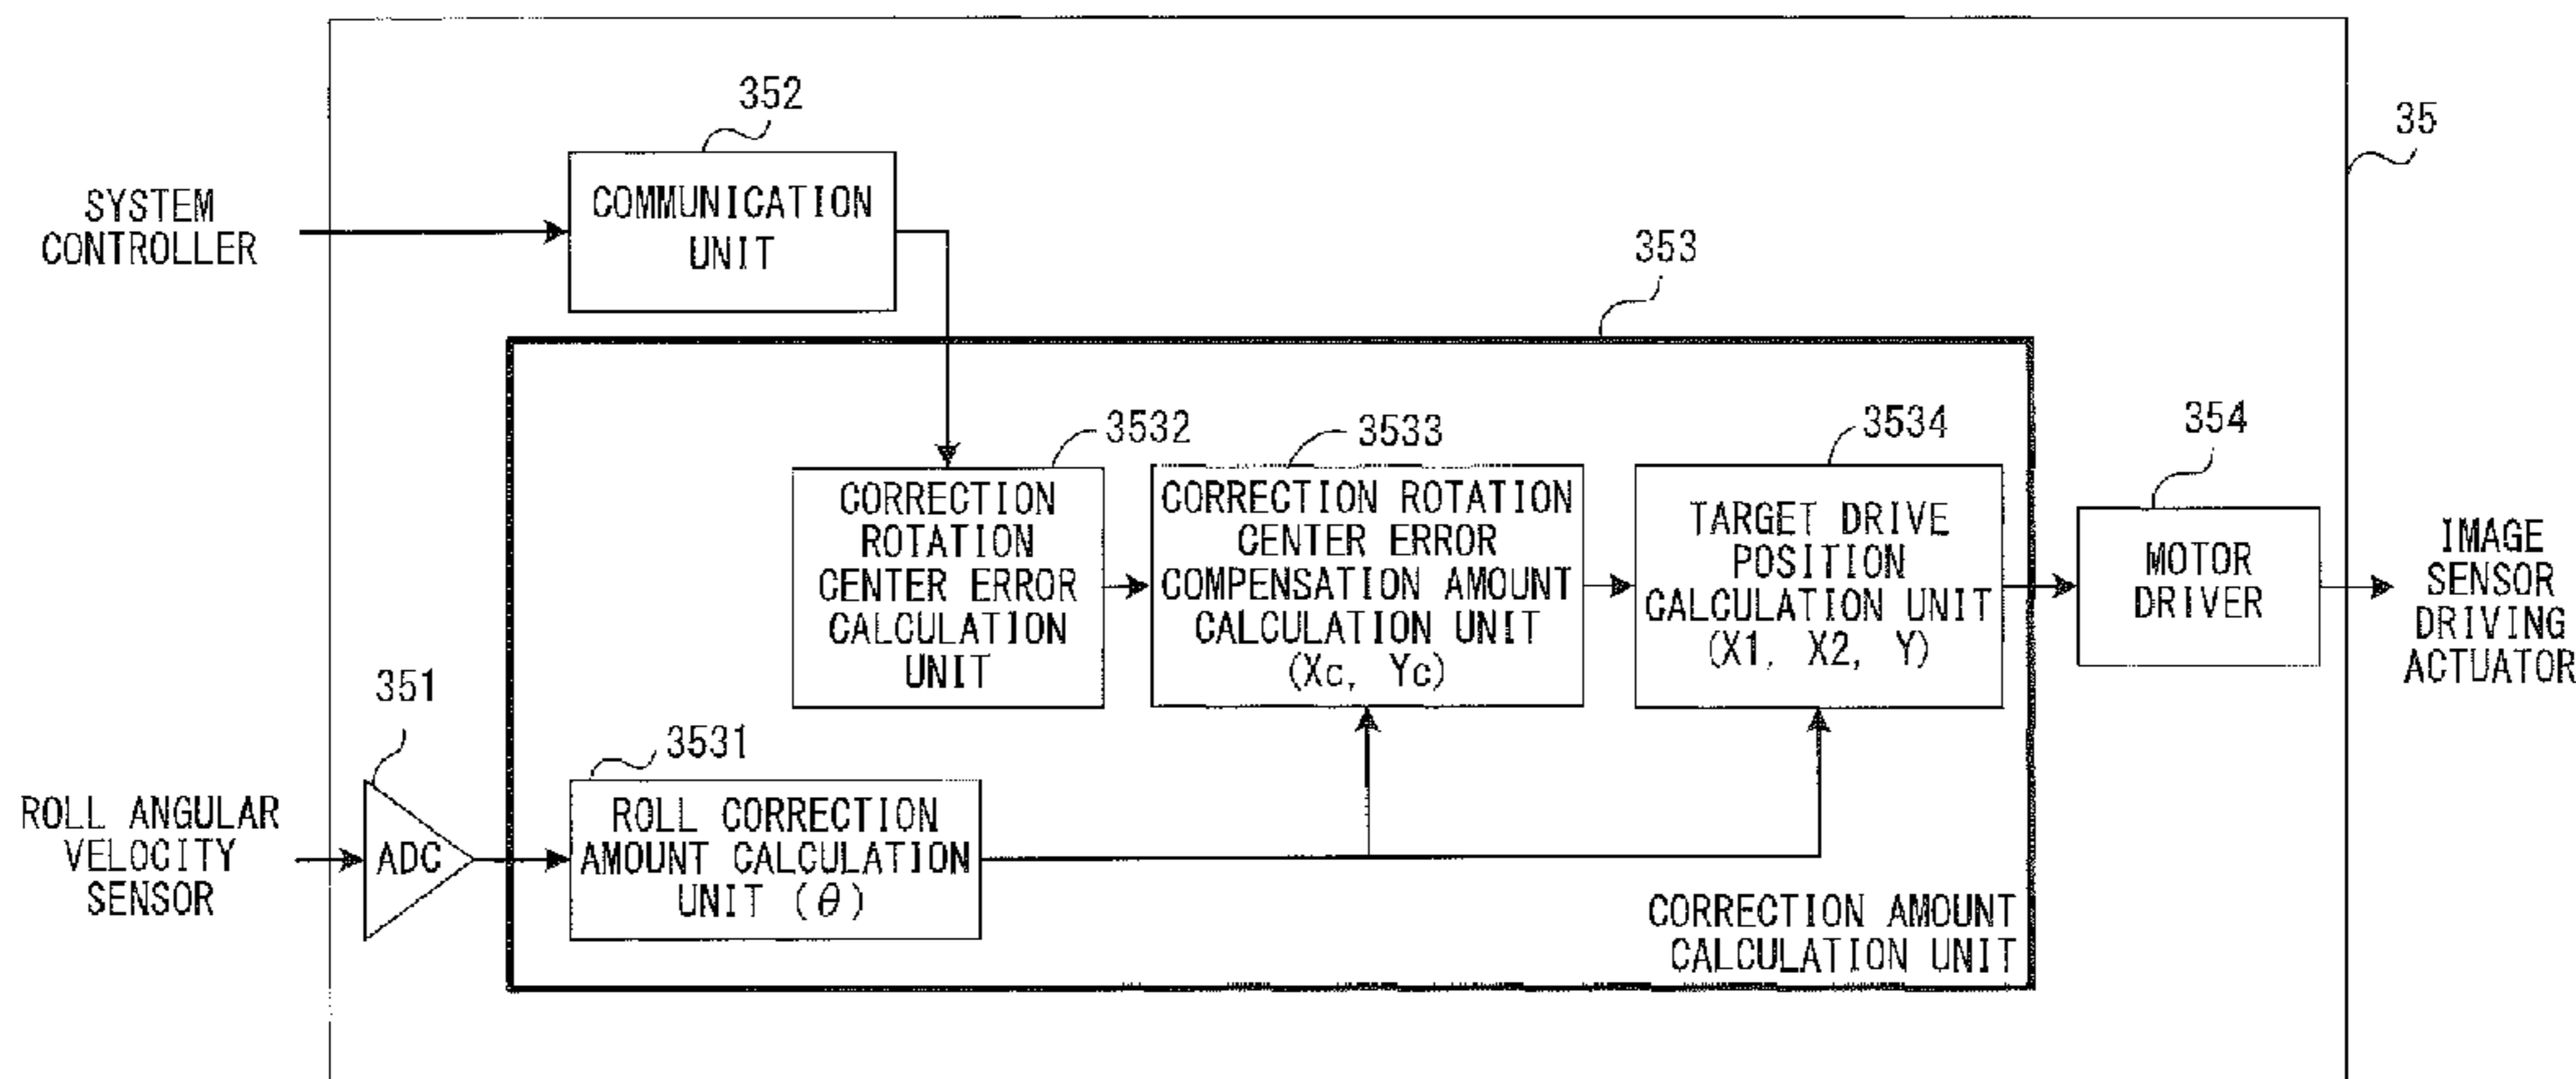 352
35
SYSTEM
CONTROLLER
COMMUNICATION
UNIT
353
3532
3533
3534
354
CORRECTION
ROTATION
CENTER ERROR
CALCULATION
UNIT
CORRECTION ROTATION
CENTER ERROR
COMPENSATION AMOUNT
CALCULATION UNIT
(Xc, Yc)
TARGET DRIVE
POSITION
CALCULATION UNIT
(X1, X2, Y)
MOTOR
DRIVER
IMAGE
SENSOR
DRIVING
ACTUATOR
351
3531
ROLL ANGULAR
VELOCITY
SENSOR
ADC
ROLL CORRECTION
AMOUNT CALCULATION
UNIT (θ)
CORRECTION AMOUNT
CALCULATION UNIT